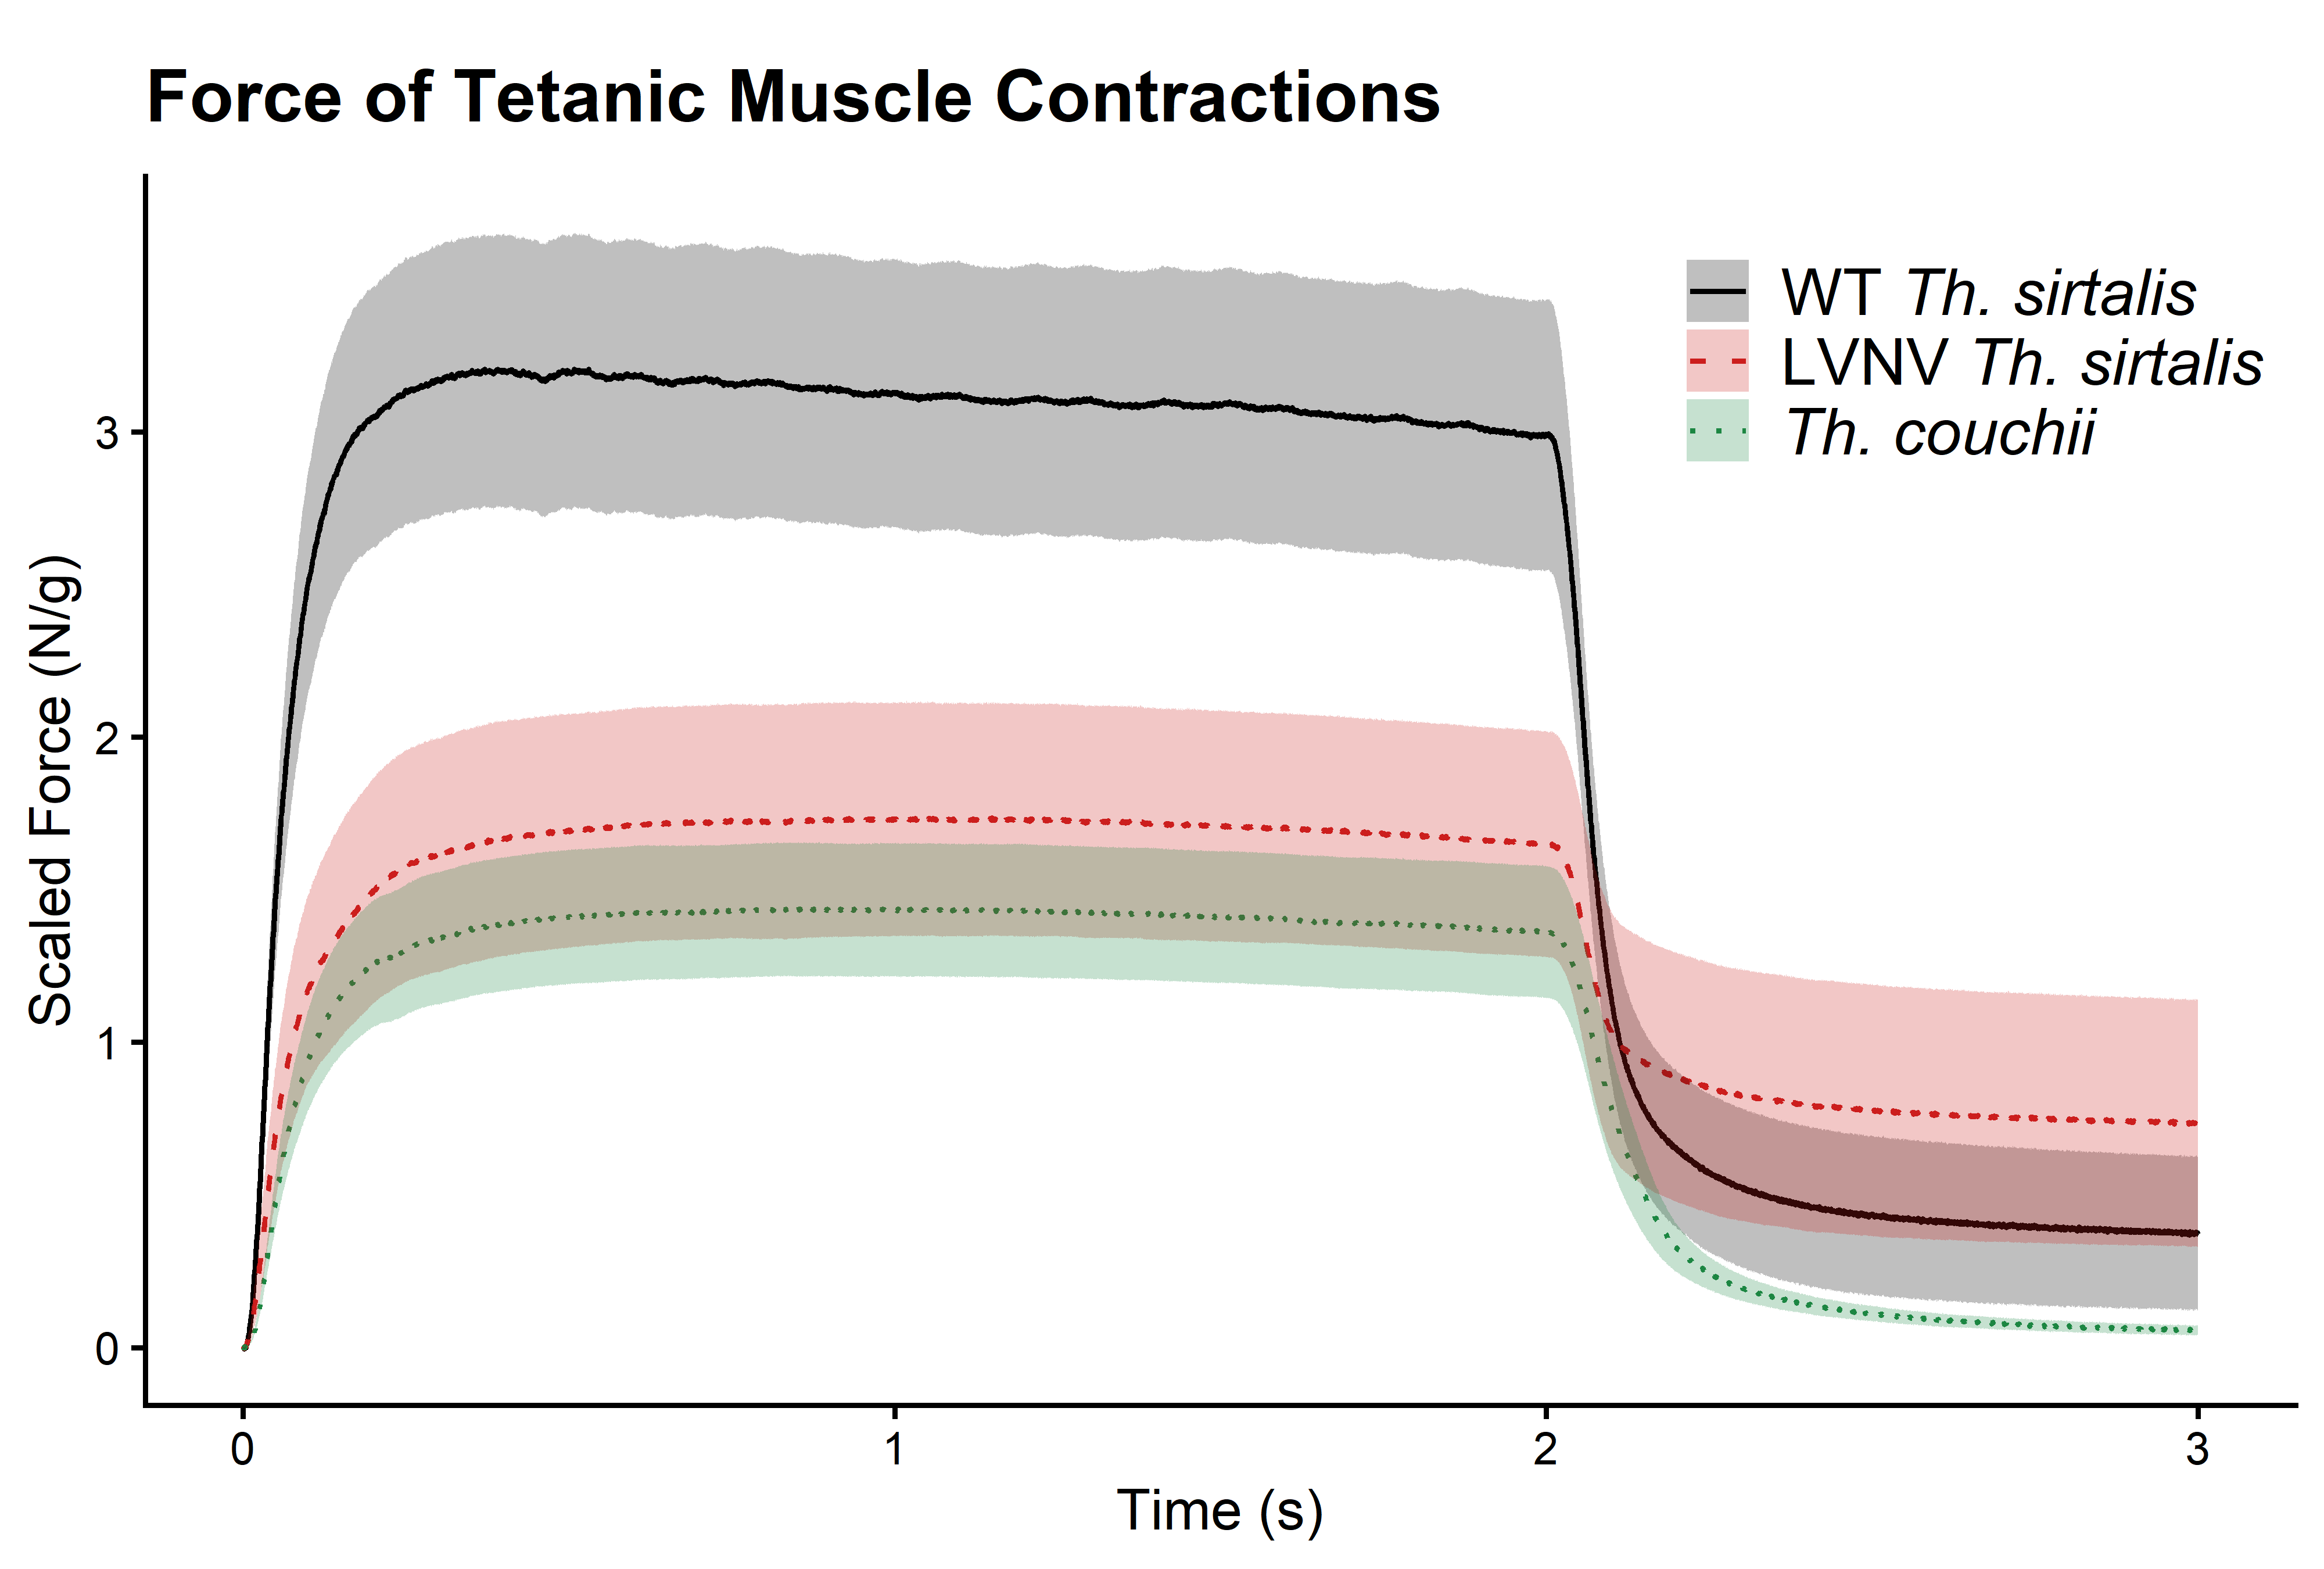 Force of Tetanic Muscle Contractions
WT Th. sirtalis
LVNV Th. sirtalis
Th. couchii
Scaled Force (N/g)
3
2
1
0
0
1
2
3
Time (s)